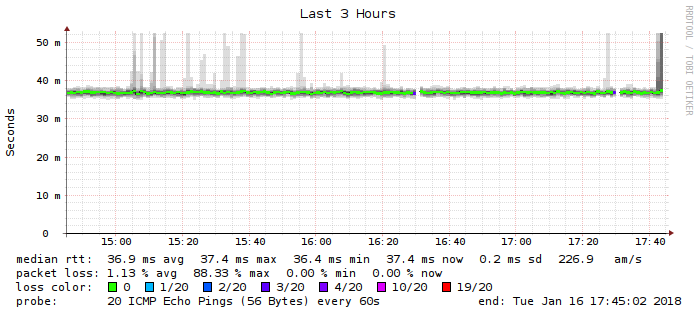 Last 3 Hours
RRDTOOL / TOBI OETIKER
Seconds
50 m
40 m
30 m
20 m
10 m
0
15:00 15:20 15:40 16:00 16:20 16:40 17:00 17:20 17:40
median rtt: 36.9 ms avg 37.4 ms max 36.4 ms min 37.4 ms now 0.2 ms sd 226.9 am/s
packet loss: 1.13 % avg 88.33 % max 0.00 % min 0.00 % now
loss color: 0 1/20 2/20 3/20 4/20 10/20 19/20
probe: 20 ICMP Echo Pings (56 Bytes) every 60s end: Tue Jan 16 17:45:02 2018